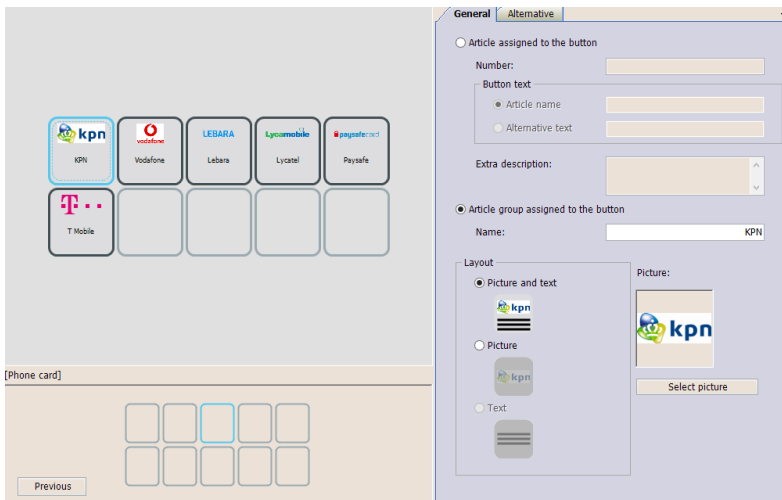 General Alternative
Article assigned to the button
Number:
Button text
Article name
Alternative text
Extra description:
Article group assigned to the button
Name: KPN
Layout
Picture and text
kpn
Picture
kpn
Text
Picture:
kpn
Select picture
kpn vodafone LEBARA Lycamobile paysafecard
KPN Vodafone Lebara Lycatel Paysafe
T
T Mobile
[Phone card]
Previous